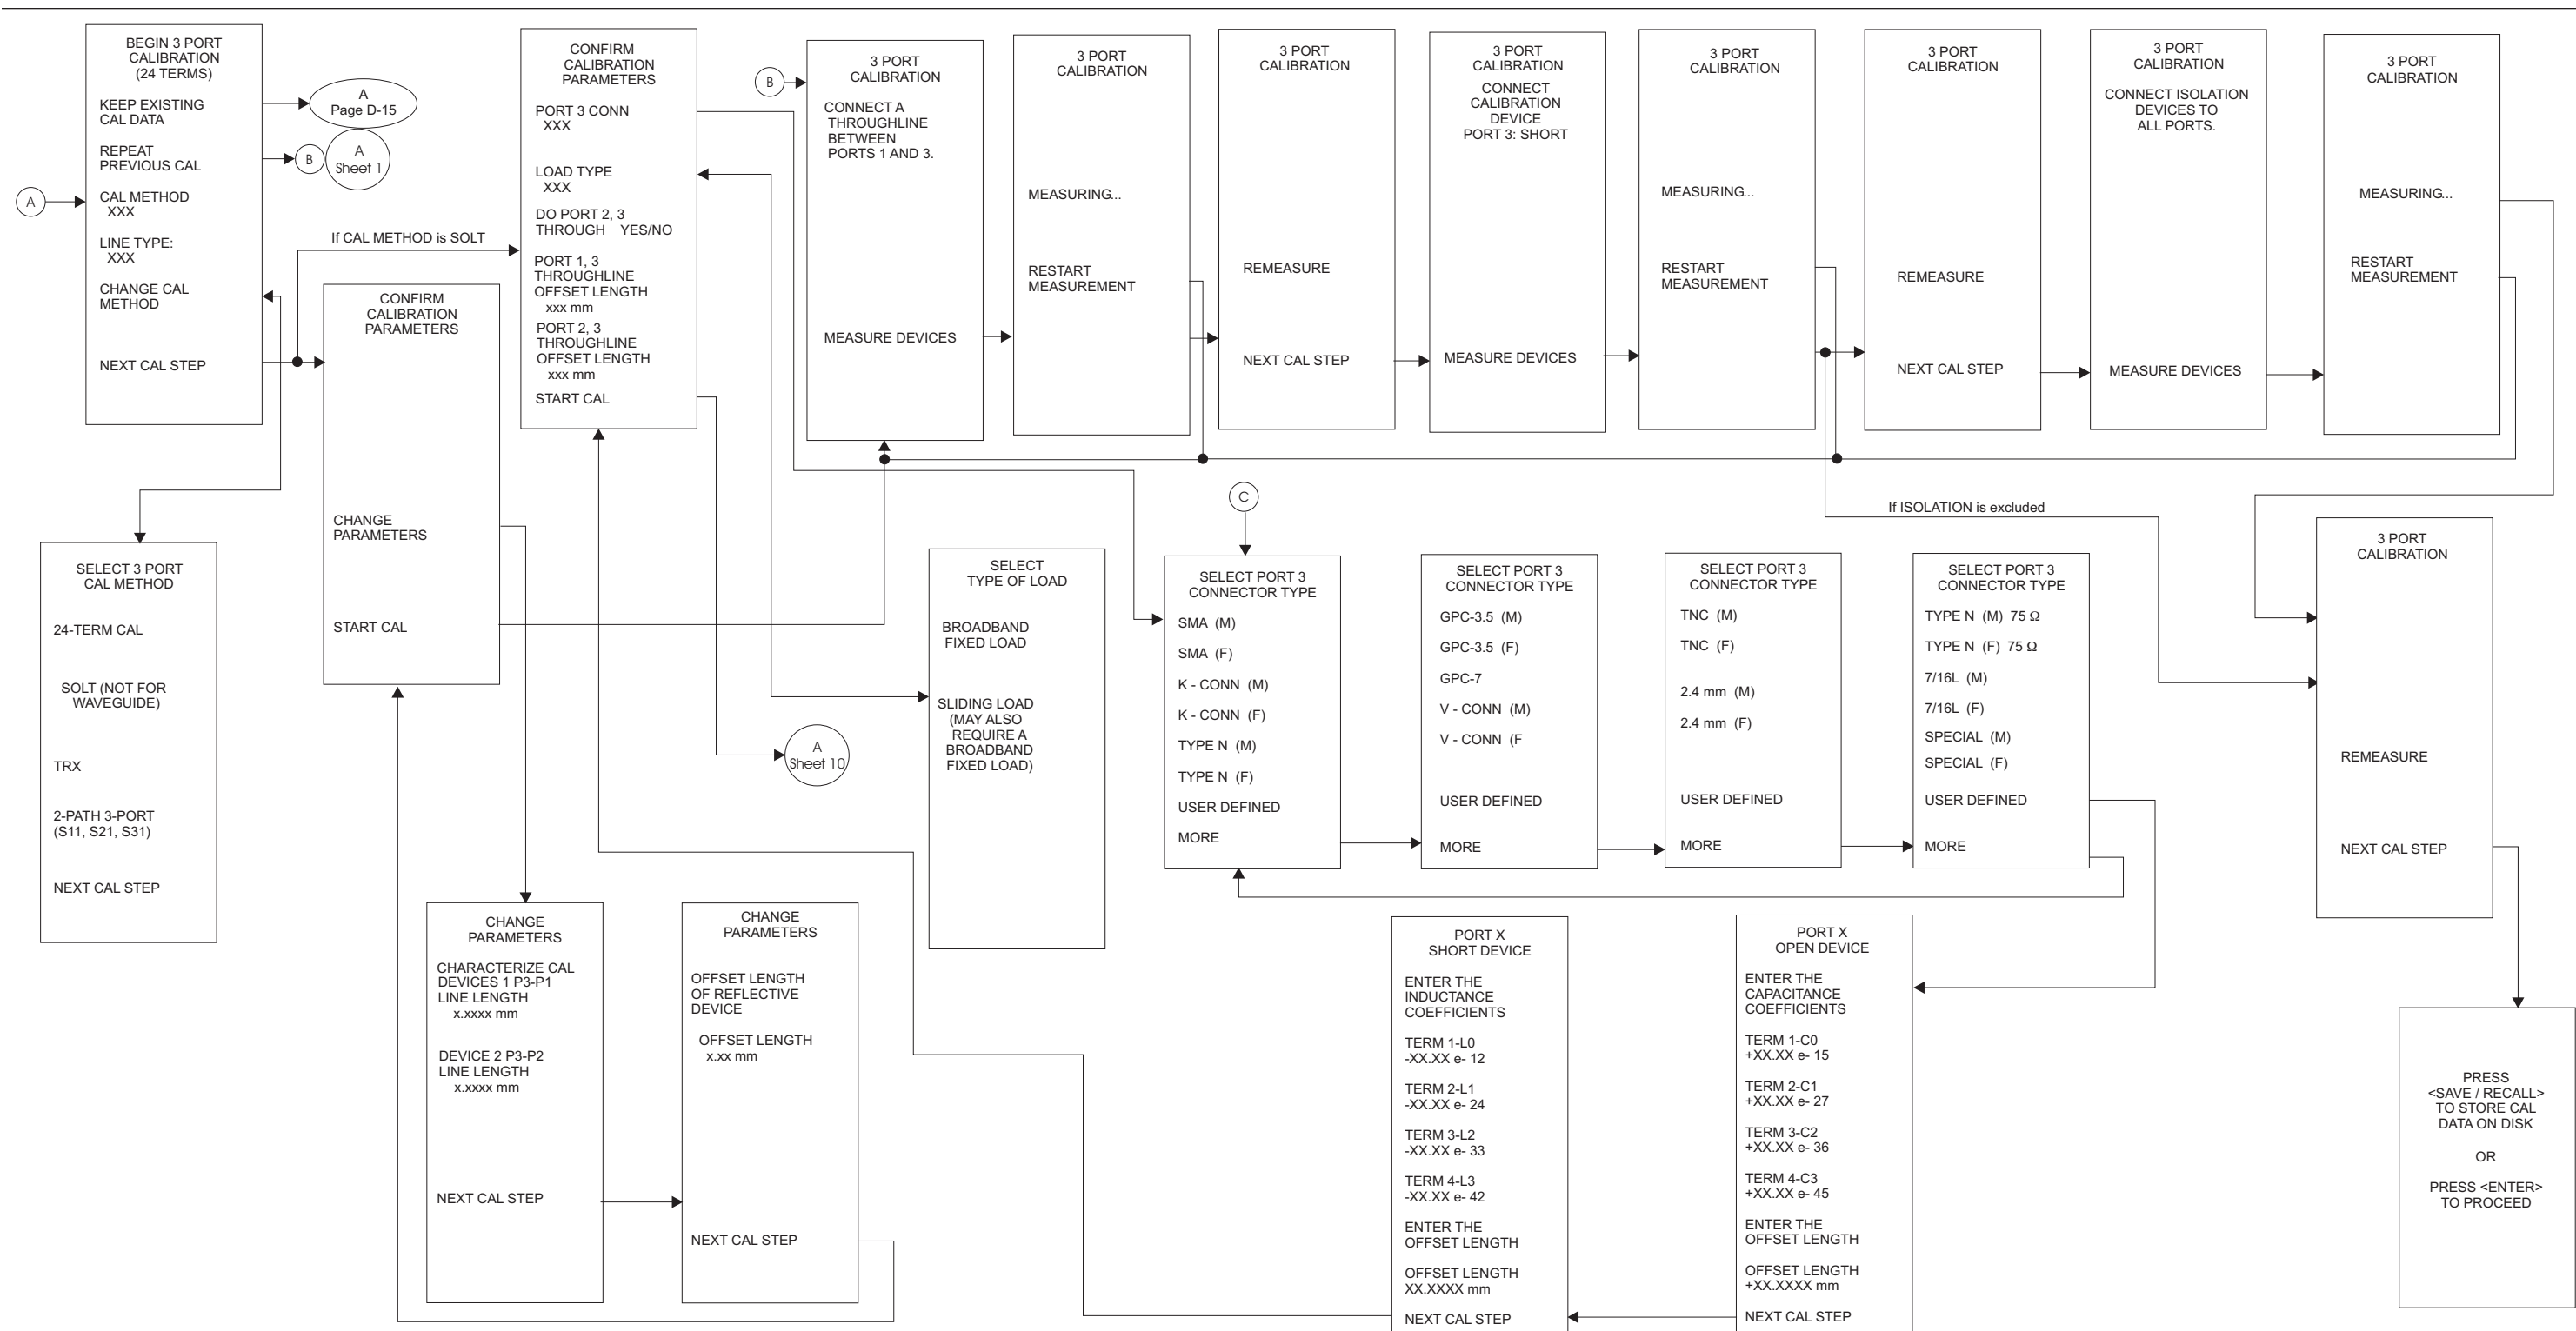 BEGIN 3 PORT
CALIBRATION
(24 TERMS)
KEEP EXISTING
CAL DATA
REPEAT
PREVIOUS CAL
CAL METHOD
XXX
LINE TYPE:
XXX
CHANGE CAL
METHOD
NEXT CAL STEP
A
A
Page D-15
B
A
Sheet 1
If CAL METHOD is SOLT
CONFIRM
CALIBRATION
PARAMETERS
CHANGE
PARAMETERS
START CAL
CONFIRM
CALIBRATION
PARAMETERS
PORT 3 CONN
XXX
LOAD TYPE
XXX
DO PORT 2, 3
THROUGH YES/NO
PORT 1, 3
THROUGHLINE
OFFSET LENGTH
xxx mm
PORT 2, 3
THROUGHLINE
OFFSET LENGTH
xxx mm
START CAL
B
3 PORT
CALIBRATION
CONNECT A
THROUGHLINE
BETWEEN
PORTS 1 AND 3.
MEASURE DEVICES
3 PORT
CALIBRATION
MEASURING...
RESTART
MEASUREMENT
3 PORT
CALIBRATION
REMEASURE
NEXT CAL STEP
3 PORT
CALIBRATION
CONNECT
CALIBRATION
DEVICE
PORT 3: SHORT
MEASURE DEVICES
3 PORT
CALIBRATION
MEASURING...
RESTART
MEASUREMENT
3 PORT
CALIBRATION
REMEASURE
NEXT CAL STEP
3 PORT
CALIBRATION
CONNECT ISOLATION
DEVICES TO
ALL PORTS.
MEASURE DEVICES
3 PORT
CALIBRATION
MEASURING...
RESTART
MEASUREMENT
If ISOLATION is excluded
SELECT 3 PORT
CAL METHOD
24-TERM CAL
SOLT (NOT FOR
WAVEGUIDE)
TRX
2-PATH 3-PORT
(S11, S21, S31)
NEXT CAL STEP
A
Sheet 10
SELECT
TYPE OF LOAD
BROADBAND
FIXED LOAD
SLIDING LOAD
(MAY ALSO
REQUIRE A
BROADBAND
FIXED LOAD)
C
SELECT PORT 3
CONNECTOR TYPE
SMA (M)
SMA (F)
K - CONN (M)
K - CONN (F)
TYPE N (M)
TYPE N (F)
USER DEFINED
MORE
SELECT PORT 3
CONNECTOR TYPE
GPC-3.5 (M)
GPC-3.5 (F)
GPC-7
V - CONN (M)
V - CONN (F
USER DEFINED
MORE
SELECT PORT 3
CONNECTOR TYPE
TNC (M)
TNC (F)
2.4 mm (M)
2.4 mm (F)
USER DEFINED
MORE
SELECT PORT 3
CONNECTOR TYPE
TYPE N (M) 75 Ω
TYPE N (F) 75 Ω
7/16L (M)
7/16L (F)
SPECIAL (M)
SPECIAL (F)
USER DEFINED
MORE
3 PORT
CALIBRATION
REMEASURE
NEXT CAL STEP
CHANGE
PARAMETERS
CHARACTERIZE CAL
DEVICES 1 P3-P1
LINE LENGTH
x.xxxx mm
DEVICE 2 P3-P2
LINE LENGTH
x.xxxx mm
NEXT CAL STEP
CHANGE
PARAMETERS
OFFSET LENGTH
OF REFLECTIVE
DEVICE
OFFSET LENGTH
x.xx mm
NEXT CAL STEP
PORT X
SHORT DEVICE
ENTER THE
INDUCTANCE
COEFFICIENTS
TERM 1-L0
-XX.XX e- 12
TERM 2-L1
-XX.XX e- 24
TERM 3-L2
-XX.XX e- 33
TERM 4-L3
-XX.XX e- 42
ENTER THE
OFFSET LENGTH
OFFSET LENGTH
XX.XXXX mm
NEXT CAL STEP
PORT X
OPEN DEVICE
ENTER THE
CAPACITANCE
COEFFICIENTS
TERM 1-C0
+XX.XX e- 15
TERM 2-C1
+XX.XX e- 27
TERM 3-C2
+XX.XX e- 36
TERM 4-C3
+XX.XX e- 45
ENTER THE
OFFSET LENGTH
OFFSET LENGTH
+XX.XXXX mm
NEXT CAL STEP
PRESS
<SAVE / RECALL>
TO STORE CAL
DATA ON DISK
OR
PRESS <ENTER>
TO PROCEED